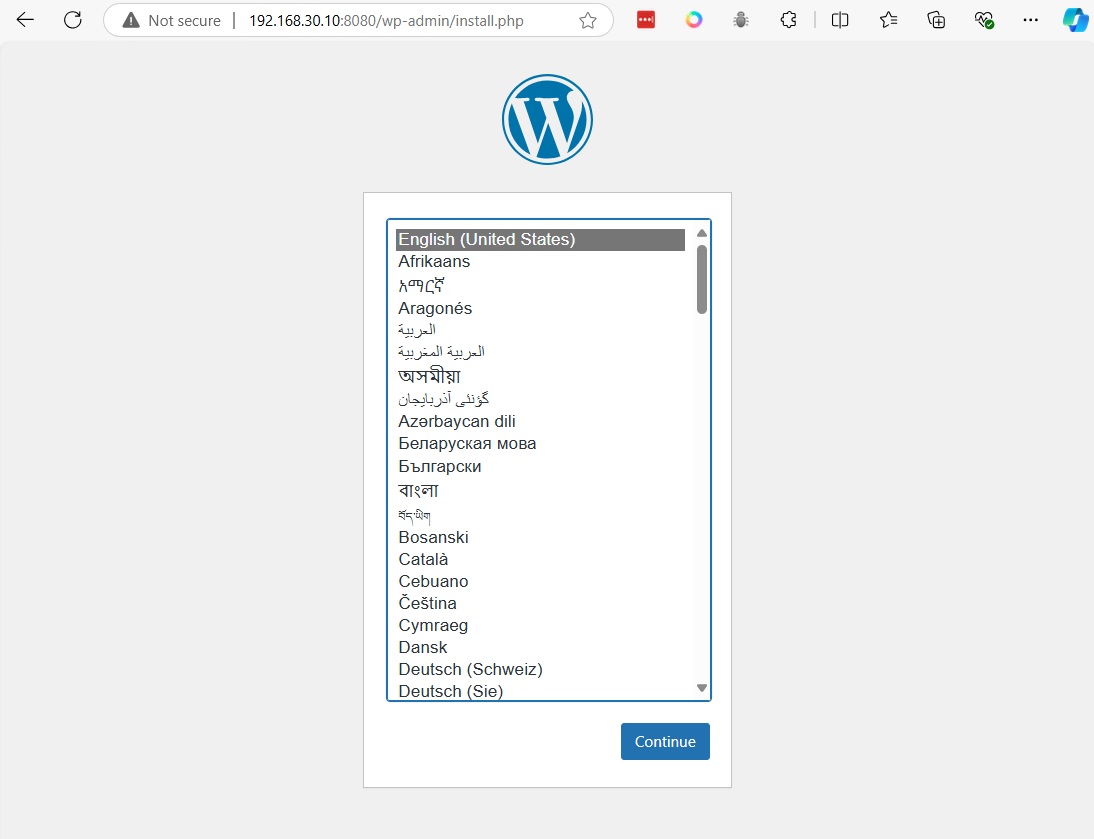 Not secure | 192.168.30.10:8080/wp-admin/install.php
English (United States)
Afrikaans
አማርኛ
Aragonés
العربية
العربية المغربية
অসমীয়া
گؤنئی آذربایجان
Azərbaycan dili
Беларуская мова
Български
বাংলা
བོད་ཡིག
Bosanski
Català
Cebuano
Čeština
Cymraeg
Dansk
Deutsch (Schweiz)
Deutsch (Sie)
Continue